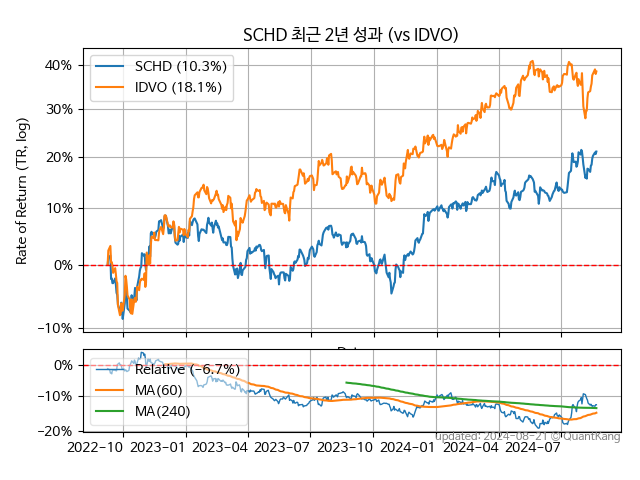 SCHD 최근 2년 성과 (vs IDVO)
Rate of Return (TR, log)
40%
30%
20%
10%
0%
−10%
SCHD (10.3%)
IDVO (18.1%)
0%
−10%
−20%
Relative (−6.7%)
MA(60)
MA(240)
2022−10 2023−01 2023−04 2023−07 2023−10 2024−01 2024−04 2024−07
updated: 2024−08−21 © QuantKang